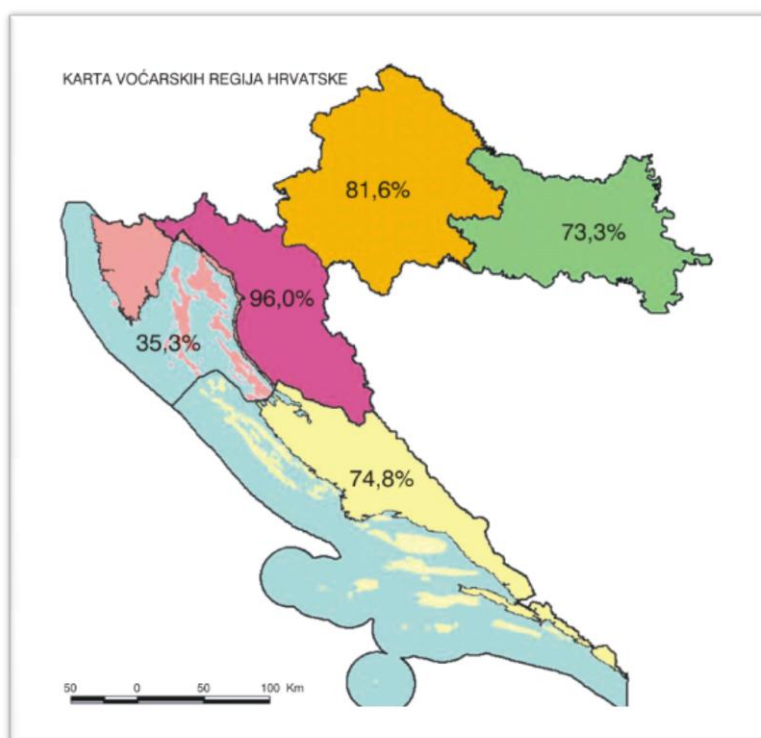 KARTA VOĆARSKIH REGIJA HRVATSKE
81,6%
73,3%
96,0%
35,3%
74,8%
50 0 50 100 Km